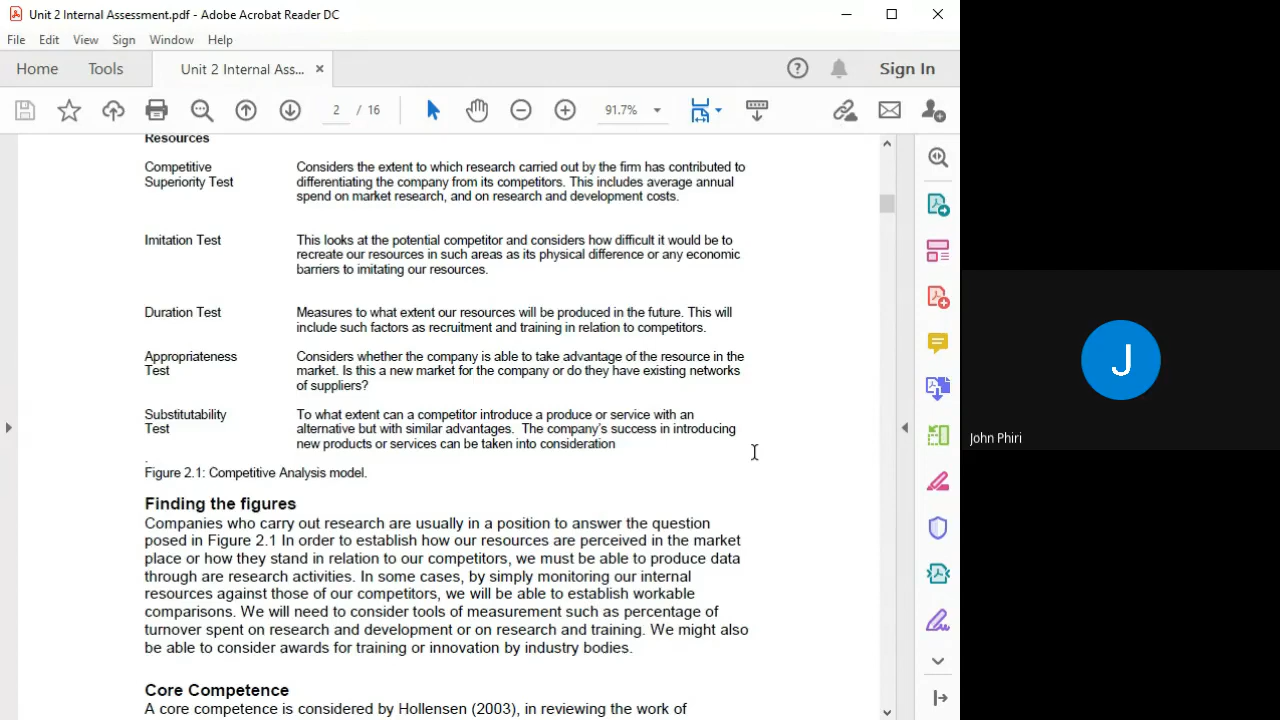 Unit 2 Internal Assessment.pdf - Adobe Acrobat Reader DC
File Edit View Sign Window Help
Home Tools Unit 2 Internal Ass... × Sign In
2 / 16 91.7%
Resources
Competitive Considers the extent to which research carried out by the firm has contributed to
Superiority Test differentiating the company from its competitors. This includes average annual
spend on market research, and on research and development costs.
Imitation Test This looks at the potential competitor and considers how difficult it would be to
recreate our resources in such areas as its physical difference or any economic
barriers to imitating our resources.
Duration Test Measures to what extent our resources will be produced in the future. This will
include such factors as recruitment and training in relation to competitors.
Appropriateness Considers whether the company is able to take advantage of the resource in the
Test market. Is this a new market for the company or do they have existing networks
of suppliers?
Substitutability To what extent can a competitor introduce a produce or service with an
Test alternative but with similar advantages. The company's success in introducing
new products or services can be taken into consideration
.
Figure 2.1: Competitive Analysis model.
Finding the figures
Companies who carry out research are usually in a position to answer the question
posed in Figure 2.1 In order to establish how our resources are perceived in the market
place or how they stand in relation to our competitors, we must be able to produce data
through are research activities. In some cases, by simply monitoring our internal
resources against those of our competitors, we will be able to establish workable
comparisons. We will need to consider tools of measurement such as percentage of
turnover spent on research and development or on research and training. We might also
be able to consider awards for training or innovation by industry bodies.
Core Competence
A core competence is considered by Hollensen (2003), in reviewing the work of
J
John Phiri